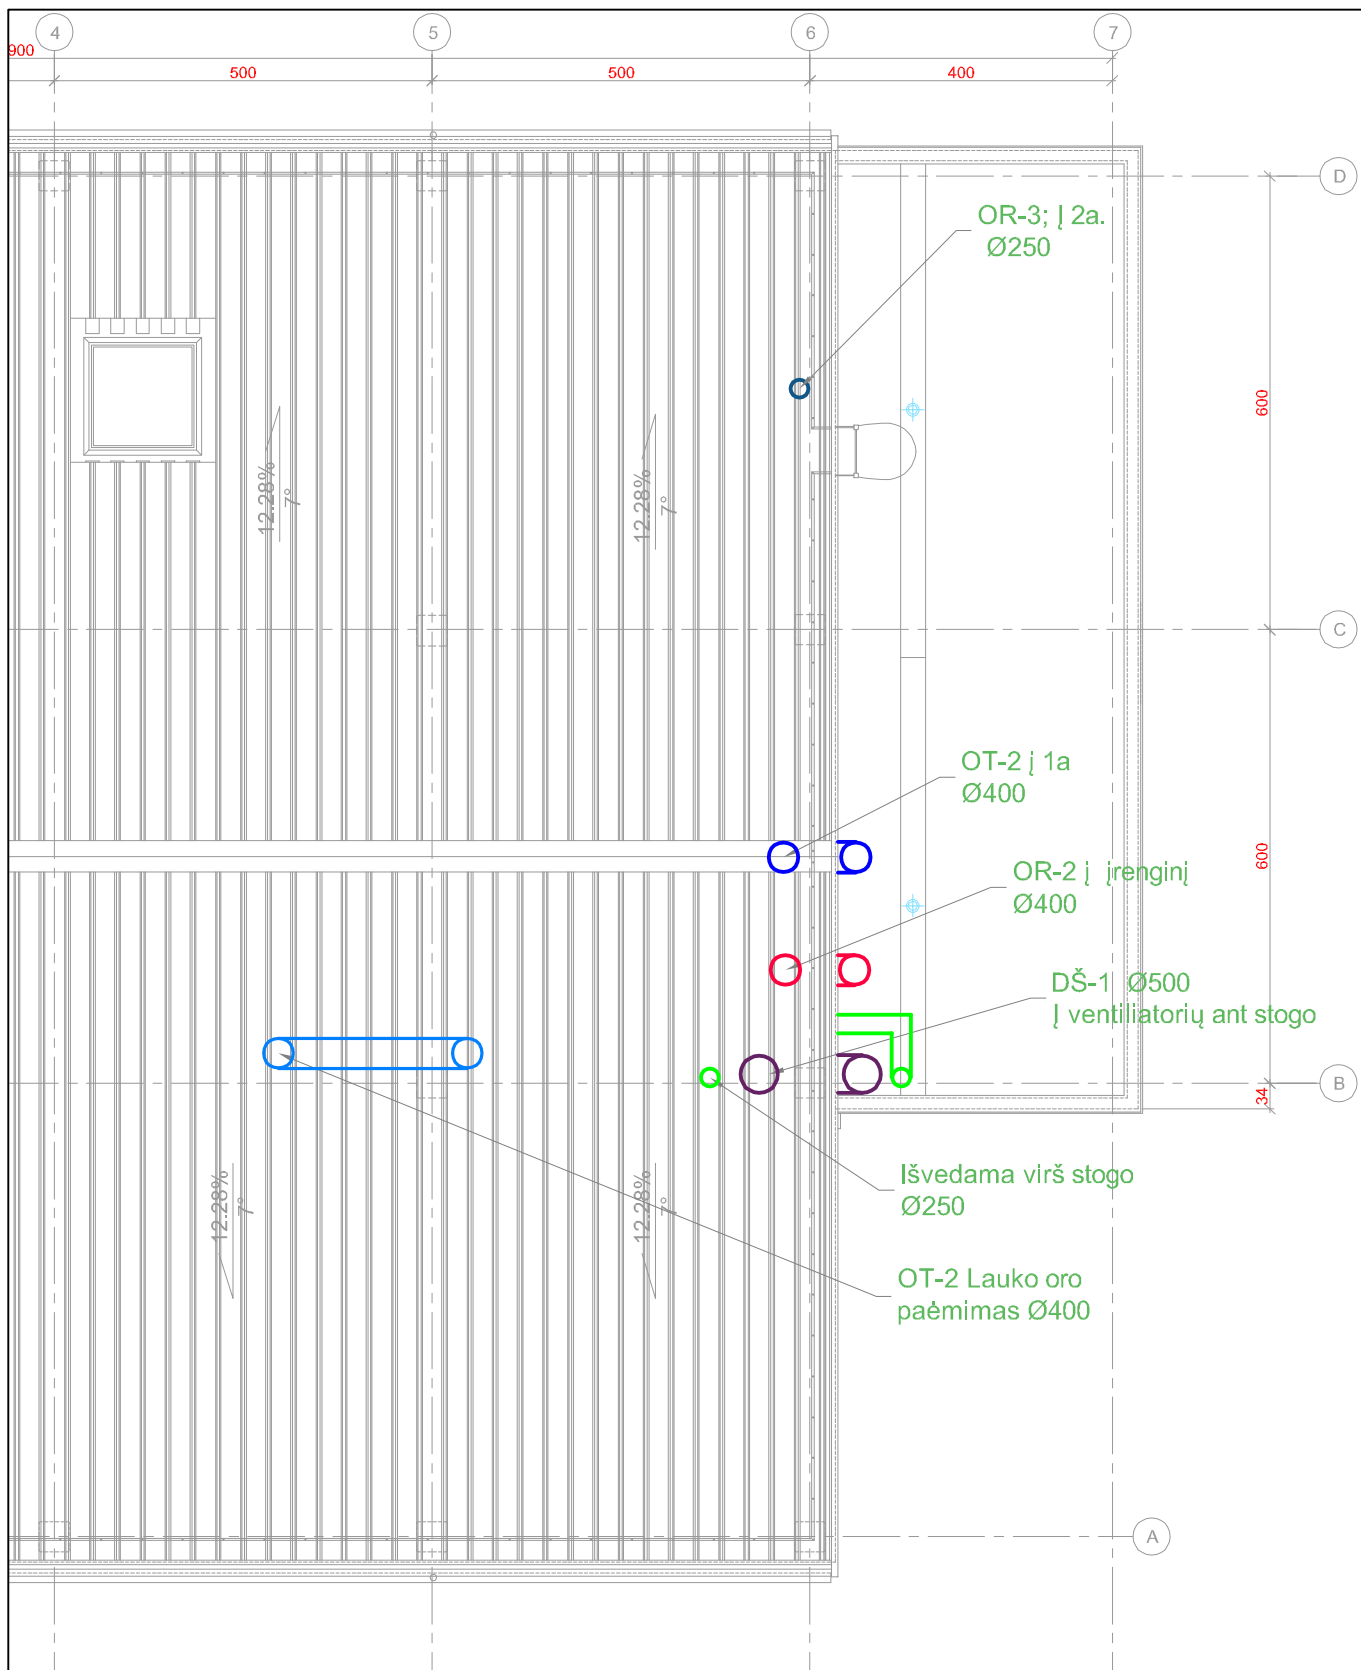 4
5
6
7
900
500
500
400
D
OR-3; Į 2a.
Ø250
600
12.28%
7°
12.28%
7°
C
OT-2 į 1a
Ø400
600
OR-2 į įrenginį
Ø400
DŠ-1 Ø500
Į ventiliatorių ant stogo
B
34
12.28%
7°
12.28%
7°
Išvedama virš stogo
Ø250
OT-2 Lauko oro
paėmimas Ø400
A